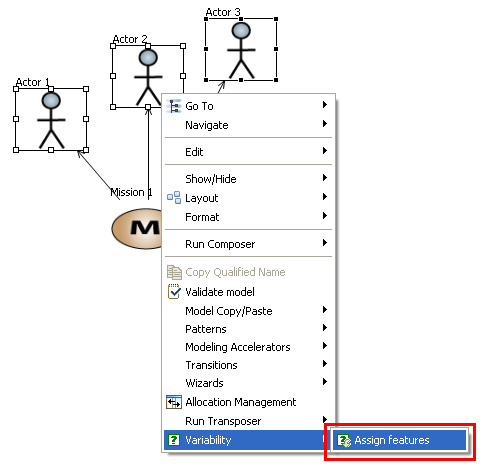 Actor 3
Actor 2
Actor 1
Mission 1
M
Go To
Navigate
Edit
Show/Hide
Layout
Format
Run Composer
Copy Qualified Name
Validate model
Model Copy/Paste
Patterns
Modeling Accelerators
Transitions
Wizards
Allocation Management
Run Transposer
Variability
Assign features